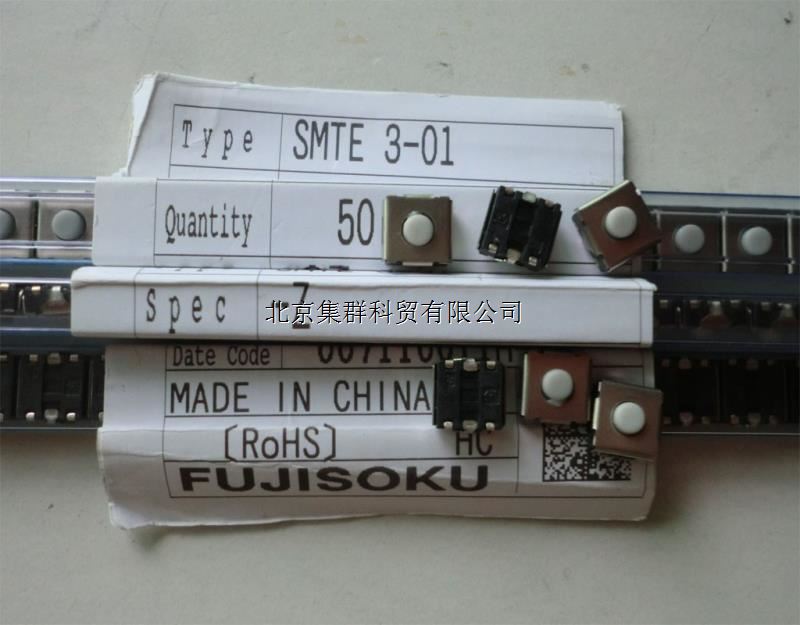 Type SMTE 3-01
Quantity 50
Spec -Z
北京集群科贸有限公司
Date Code
MADE IN CHINA
[RoHS] HC
FUJISOKU